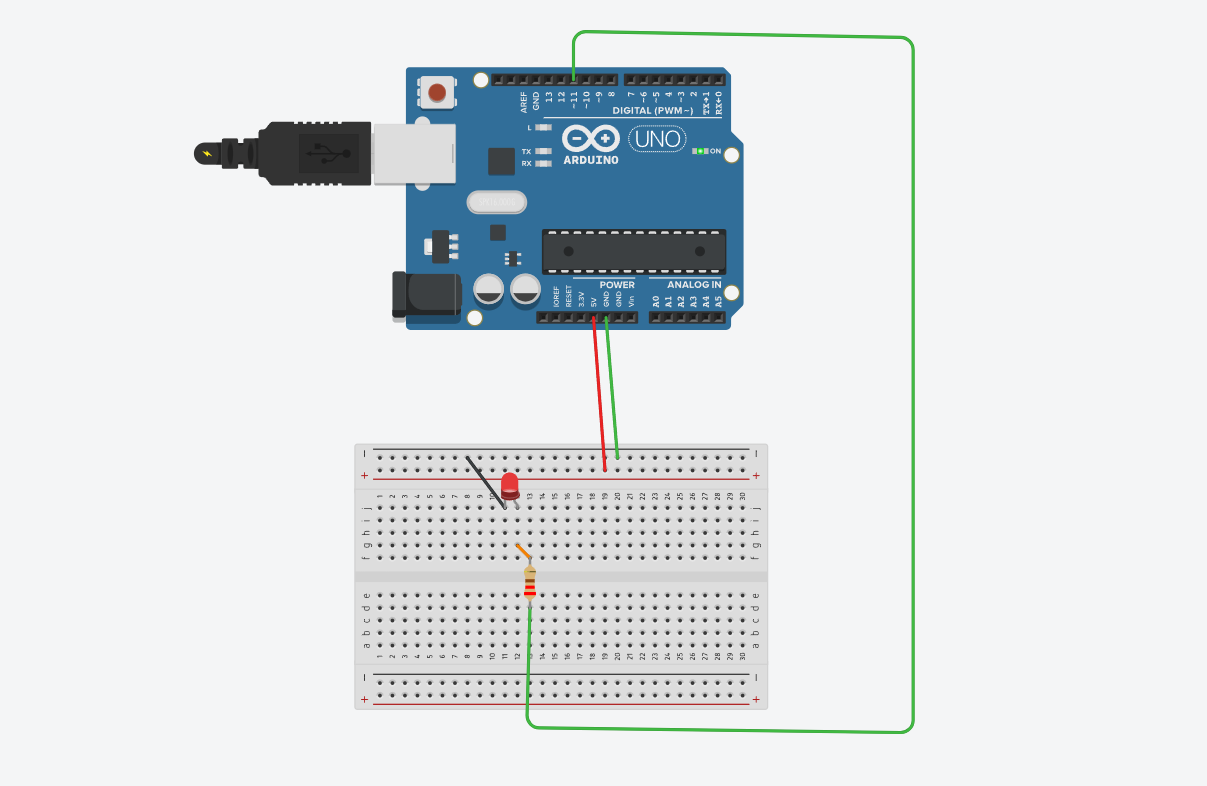 AREF GND 13 12 ~11 ~10 ~9 8 7 ~6 ~5 4 ~3 2 TX→1 RX←0
DIGITAL (PWM~)
L
TX
RX
ARDUINO
UNO
ON
POWER
ANALOG IN
IOREF RESET 3.3V 5V GND GND Vin A0 A1 A2 A3 A4 A5
− −
+ +
1 2 3 4 5 6 7 8 9 10 11 12 13 14 15 16 17 18 19 20 21 22 23 24 25 26 27 28 29 30
j j
i i
h h
g g
f f
e e
d d
c c
b b
a a
1 2 3 4 5 6 7 8 9 10 11 12 13 14 15 16 17 18 19 20 21 22 23 24 25 26 27 28 29 30
− −
+ +